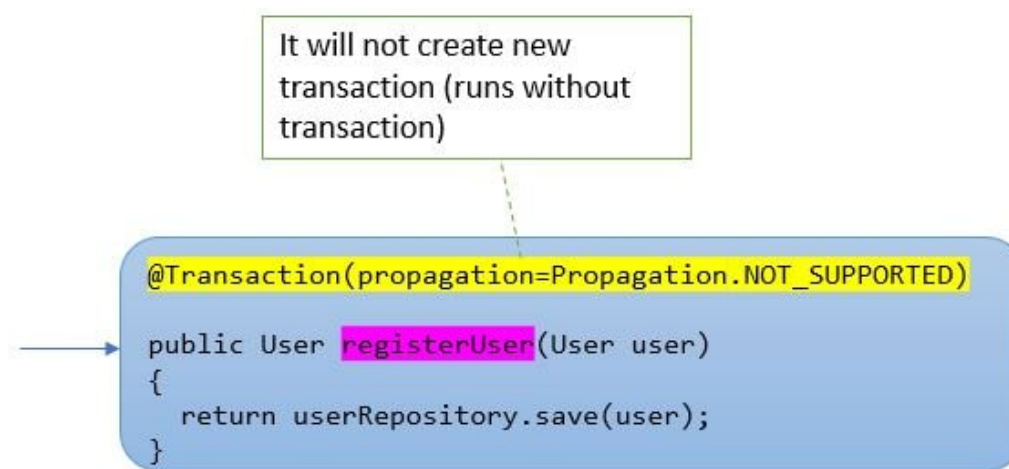 It will not create new
transaction (runs without
transaction)
@Transaction(propagation=Propagation.NOT_SUPPORTED)
public User registerUser(User user)
{
  return userRepository.save(user);
}